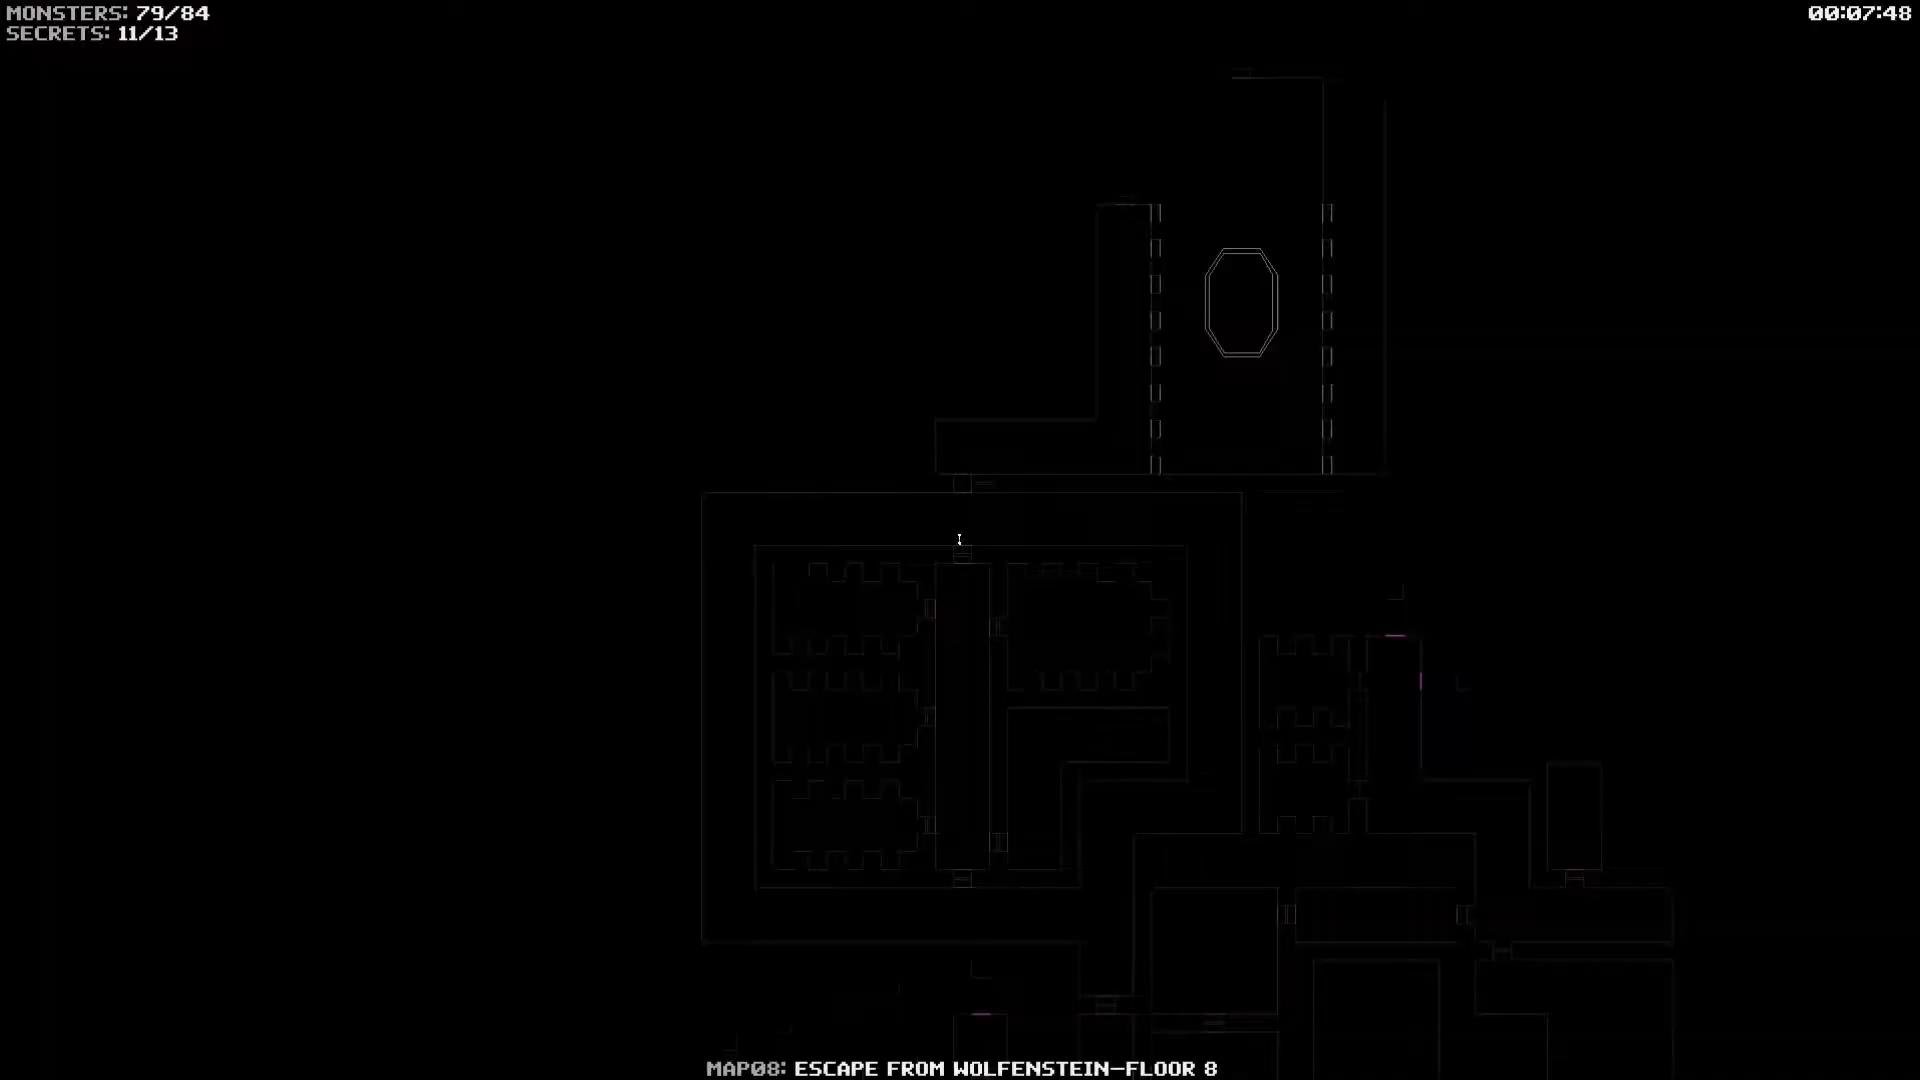 MONSTERS: 79/84
00:07:48
SECRETS: 11/13
MAP08: ESCAPE FROM WOLFENSTEIN-FLOOR 8